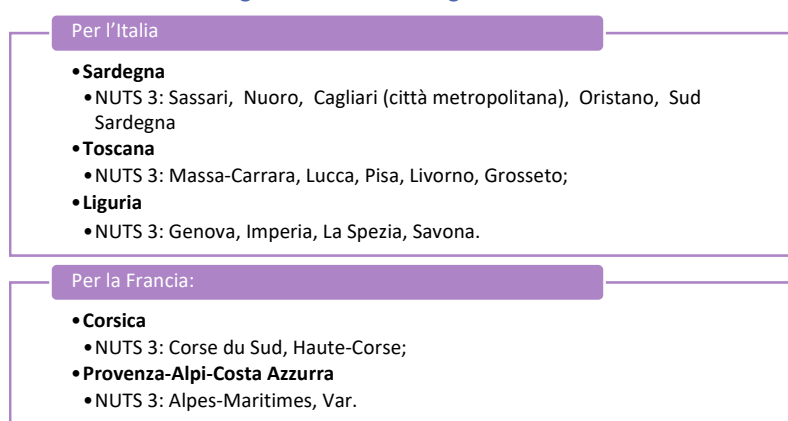 Per l'Italia
•Sardegna
•NUTS 3: Sassari, Nuoro, Cagliari (città metropolitana), Oristano, Sud
Sardegna
•Toscana
•NUTS 3: Massa-Carrara, Lucca, Pisa, Livorno, Grosseto;
•Liguria
•NUTS 3: Genova, Imperia, La Spezia, Savona.
Per la Francia:
•Corsica
•NUTS 3: Corse du Sud, Haute-Corse;
•Provenza-Alpi-Costa Azzurra
•NUTS 3: Alpes-Maritimes, Var.